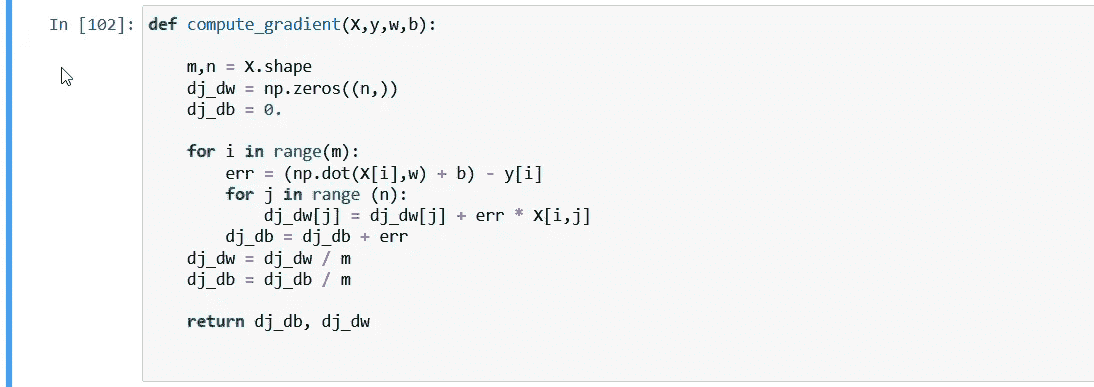 In [102]: def compute_gradient(X,y,w,b):
m,n = X.shape
dj_dw = np.zeros((n,))
dj_db = 0.
for i in range(m):
err = (np.dot(X[i],w) + b) - y[i]
for j in range (n):
dj_dw[j] = dj_dw[j] + err * X[i,j]
dj_db = dj_db + err
dj_dw = dj_dw / m
dj_db = dj_db / m
return dj_db, dj_dw